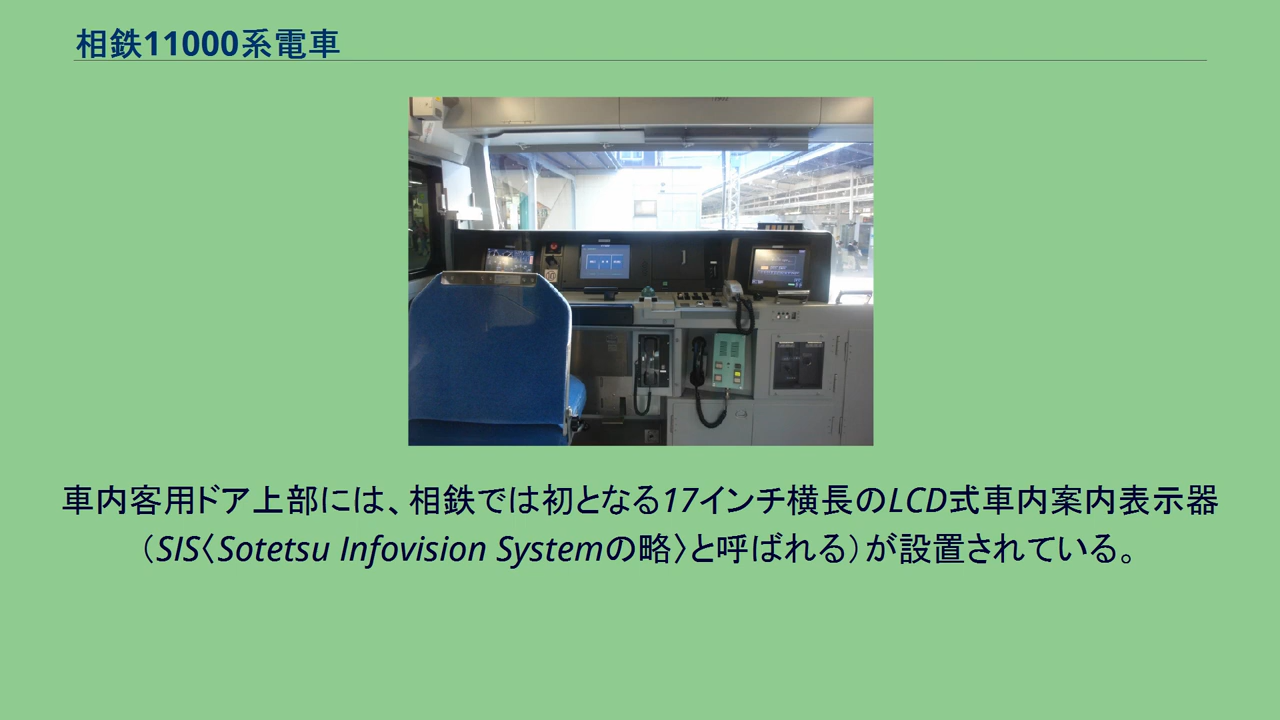 相鉄11000系電車
車内客用ドア上部には、相鉄では初となる17インチ横長のLCD式車内案内表示器
（SIS〈Sotetsu Infovision Systemの略〉と呼ばれる）が設置されている。